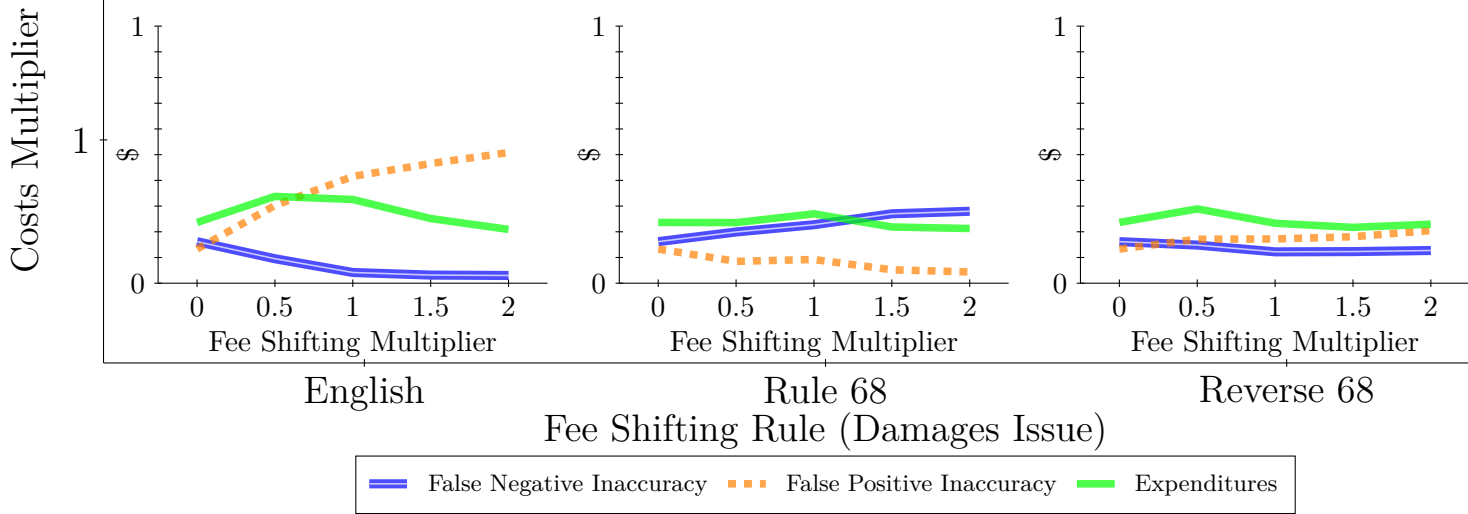 Costs Multiplier
1
1
$
0
0 0.5 1 1.5 2
Fee Shifting Multiplier
English
1
$
0
0 0.5 1 1.5 2
Fee Shifting Multiplier
Rule 68
1
$
0
0 0.5 1 1.5 2
Fee Shifting Multiplier
Reverse 68
Fee Shifting Rule (Damages Issue)
False Negative Inaccuracy False Positive Inaccuracy Expenditures